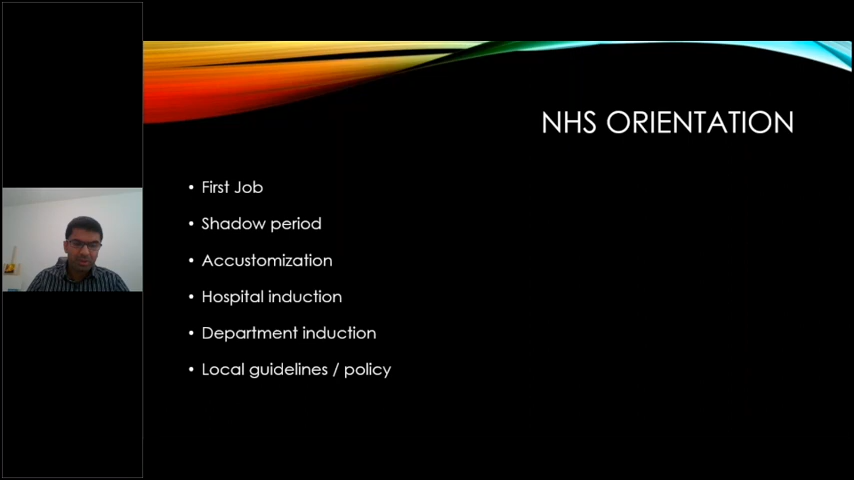 NHS ORIENTATION
• First Job
• Shadow period
• Accustomization
• Hospital induction
• Department induction
• Local guidelines / policy